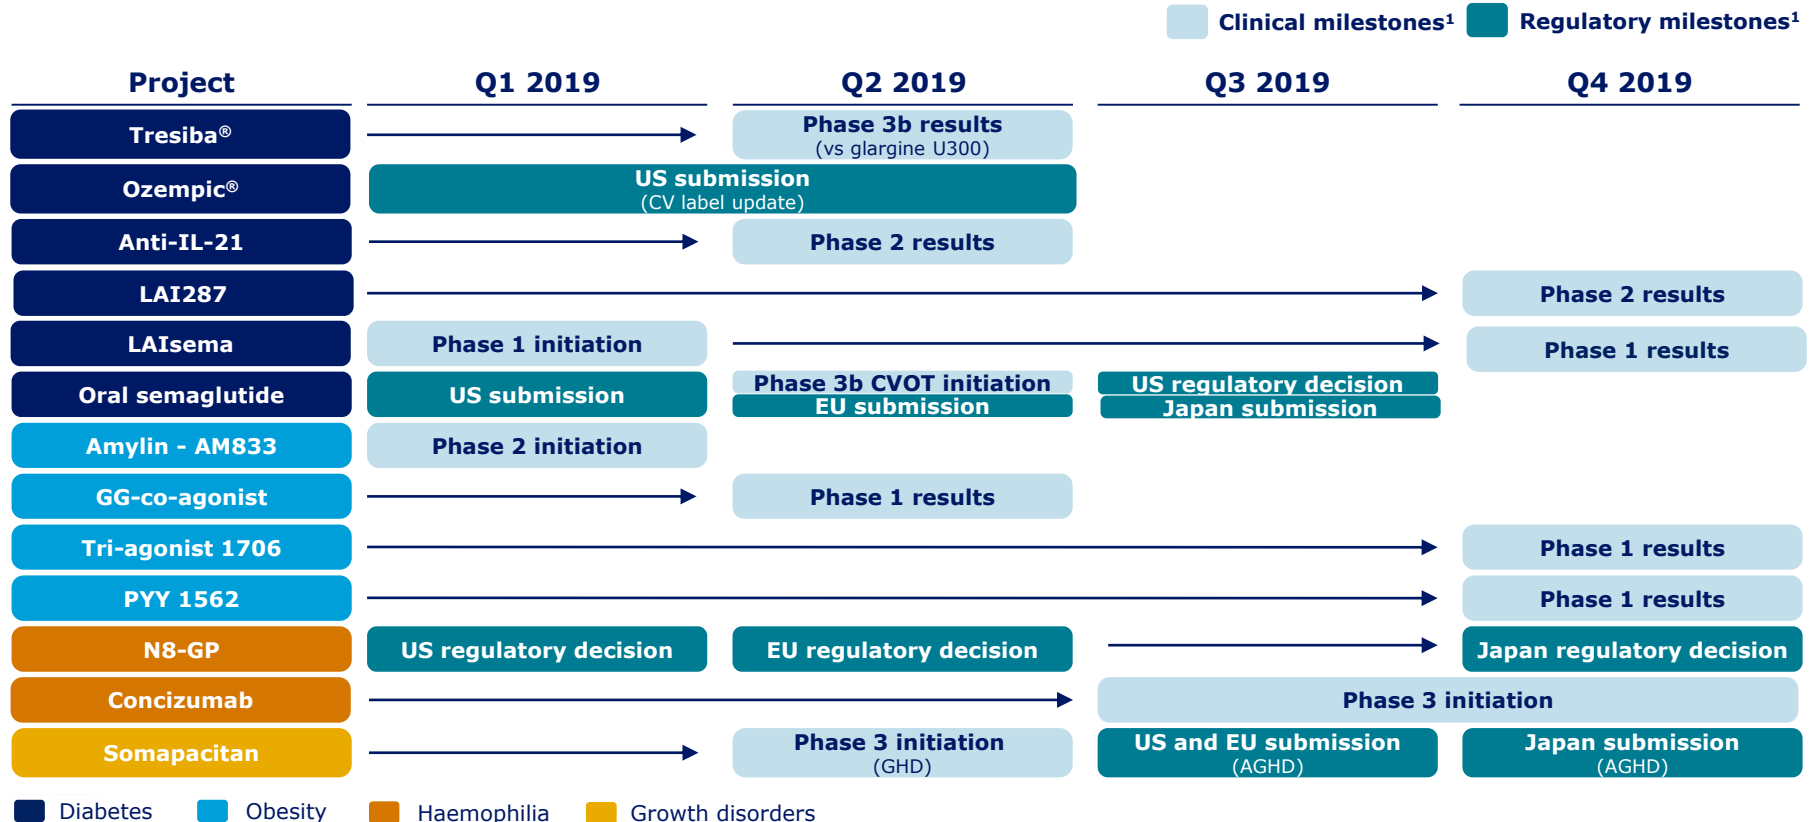 Clinical milestones¹ Regulatory milestones¹
Project Q1 2019 Q2 2019 Q3 2019 Q4 2019
Tresiba® Phase 3b results
(vs glargine U300)
Ozempic® US submission
(CV label update)
Anti-IL-21 Phase 2 results
LAI287 Phase 2 results
LAIsema Phase 1 initiation Phase 1 results
Oral semaglutide US submission Phase 3b CVOT initiation US regulatory decision
EU submission Japan submission
Amylin - AM833 Phase 2 initiation
GG-co-agonist Phase 1 results
Tri-agonist 1706 Phase 1 results
PYY 1562 Phase 1 results
N8-GP US regulatory decision EU regulatory decision Japan regulatory decision
Concizumab Phase 3 initiation
Somapacitan Phase 3 initiation US and EU submission Japan submission
(GHD) (AGHD) (AGHD)
Diabetes Obesity Haemophilia Growth disorders